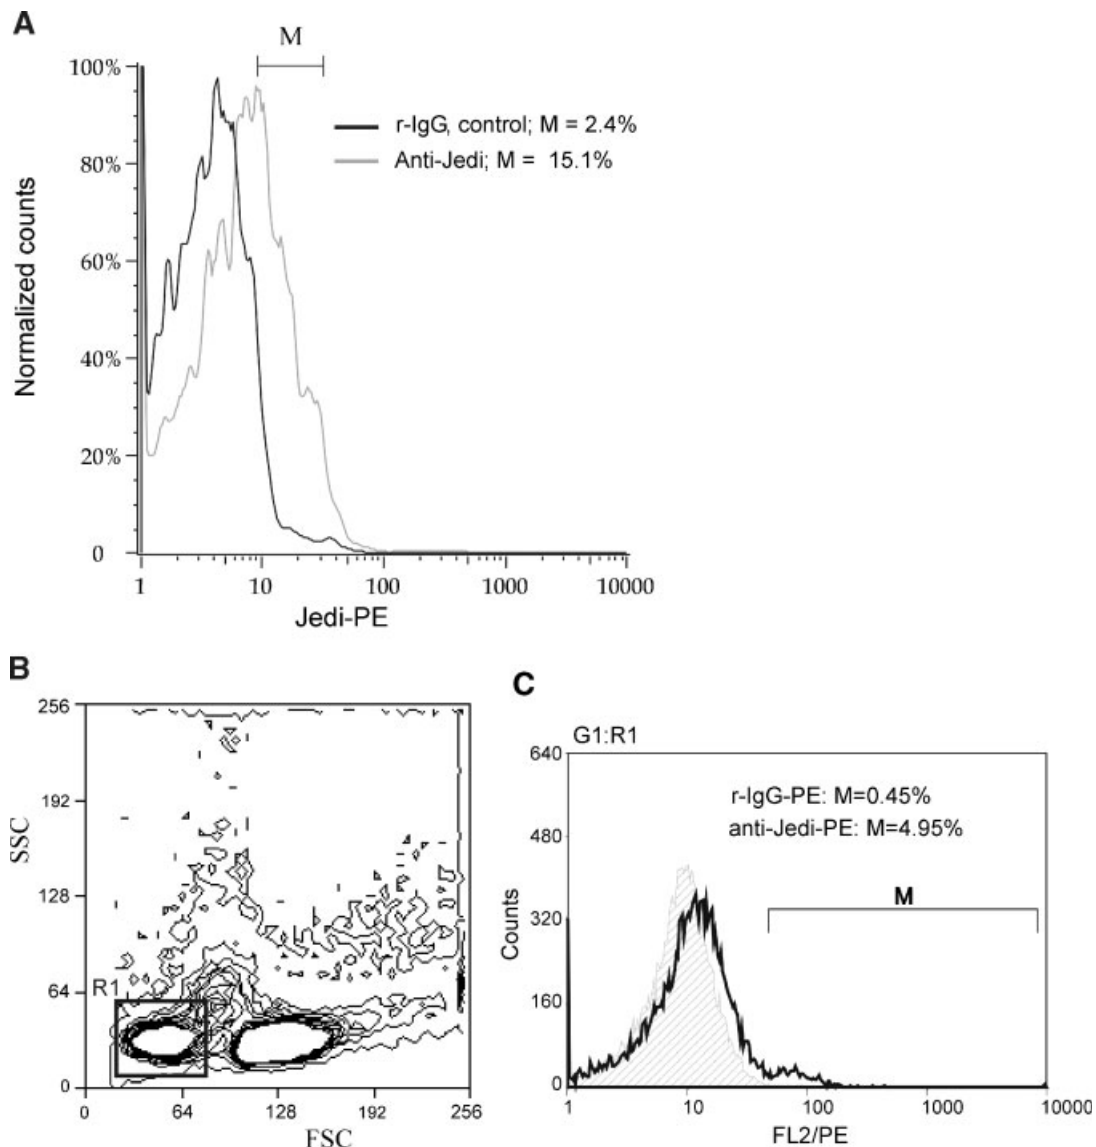 A
M
100%
80%
60%
40%
20%
0
Normalized counts
r-IgG, control; M = 2.4%
Anti-Jedi; M = 15.1%
1 10 100 1000 10000
Jedi-PE
B
256
192
128
64
0
SSC
R1
0 64 128 192 256
FSC
C
G1:R1
640
480
320
160
0
Counts
r-IgG-PE: M=0.45%
anti-Jedi-PE: M=4.95%
M
1 10 100 1000 10000
FL2/PE